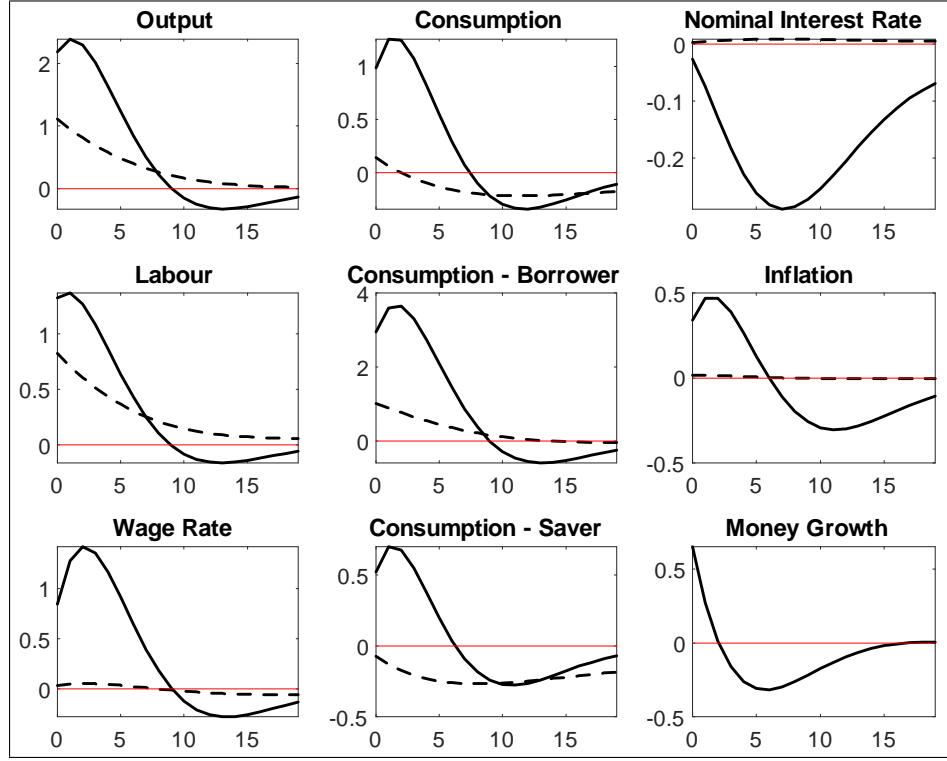 Output
2
1
0
0 5 10 15
Consumption
1
0.5
0
0 5 10 15
Nominal Interest Rate
0
-0.1
-0.2
0 5 10 15
Labour
1
0.5
0
0 5 10 15
Consumption - Borrower
4
2
0
0 5 10 15
Inflation
0.5
0
-0.5
0 5 10 15
Wage Rate
1
0.5
0
0 5 10 15
Consumption - Saver
0.5
0
-0.5
0 5 10 15
Money Growth
0.5
0
-0.5
0 5 10 15